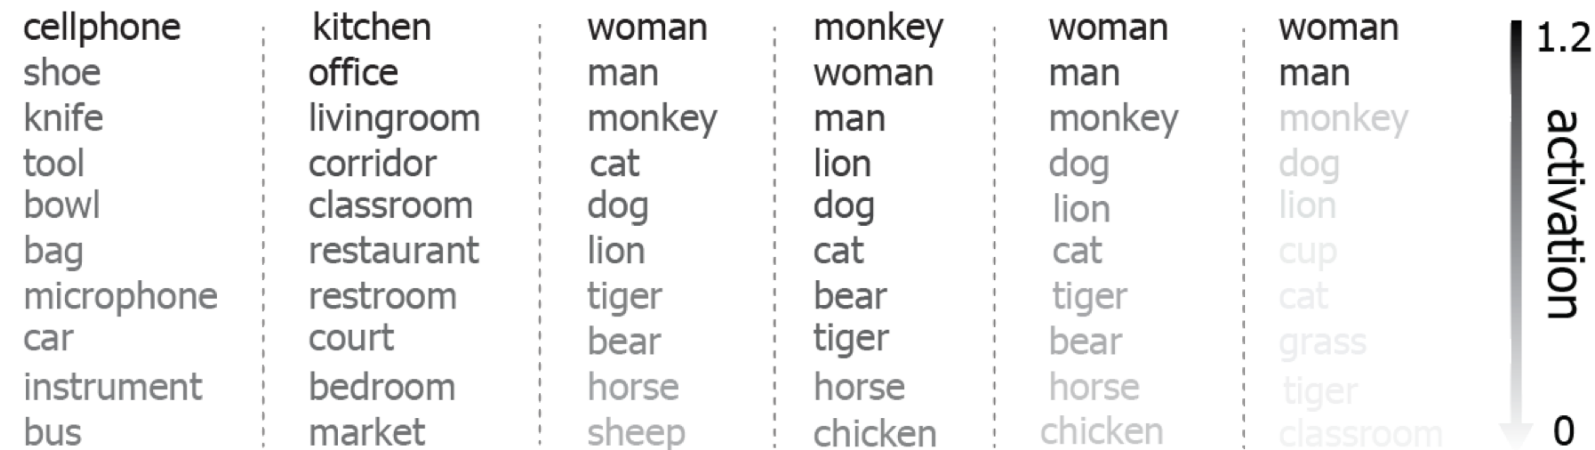 cellphone kitchen woman monkey woman woman 1.2
shoe office man woman man man
knife livingroom monkey man monkey monkey
tool corridor cat lion dog dog
bowl classroom dog dog lion lion
bag restaurant lion cat cat cup
microphone restroom tiger bear tiger cat
car court bear tiger bear grass
instrument bedroom horse horse horse tiger
bus market sheep chicken chicken classroom 0
activation